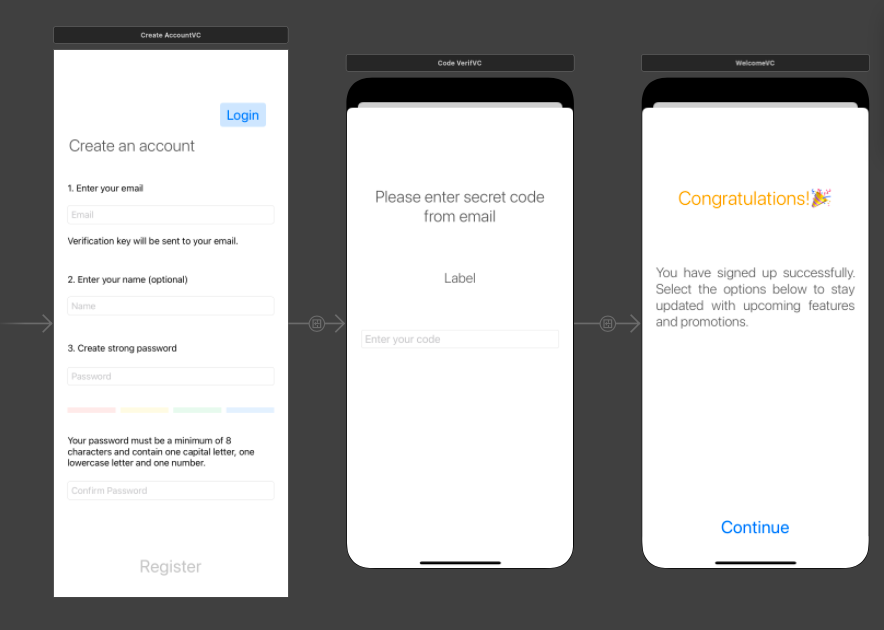 Create AccountVC
Login
Create an account
1. Enter your email
Email
Verification key will be sent to your email.
2. Enter your name (optional)
Name
3. Create strong password
Password
Your password must be a minimum of 8
characters and contain one capital letter, one
lowercase letter and one number.
Confirm Password
Register
Code VerifVC
Please enter secret code
from email
Label
Enter your code
WelcomeVC
Congratulations!🎉
You have signed up successfully.
Select the options below to stay
updated with upcoming features
and promotions.
Continue